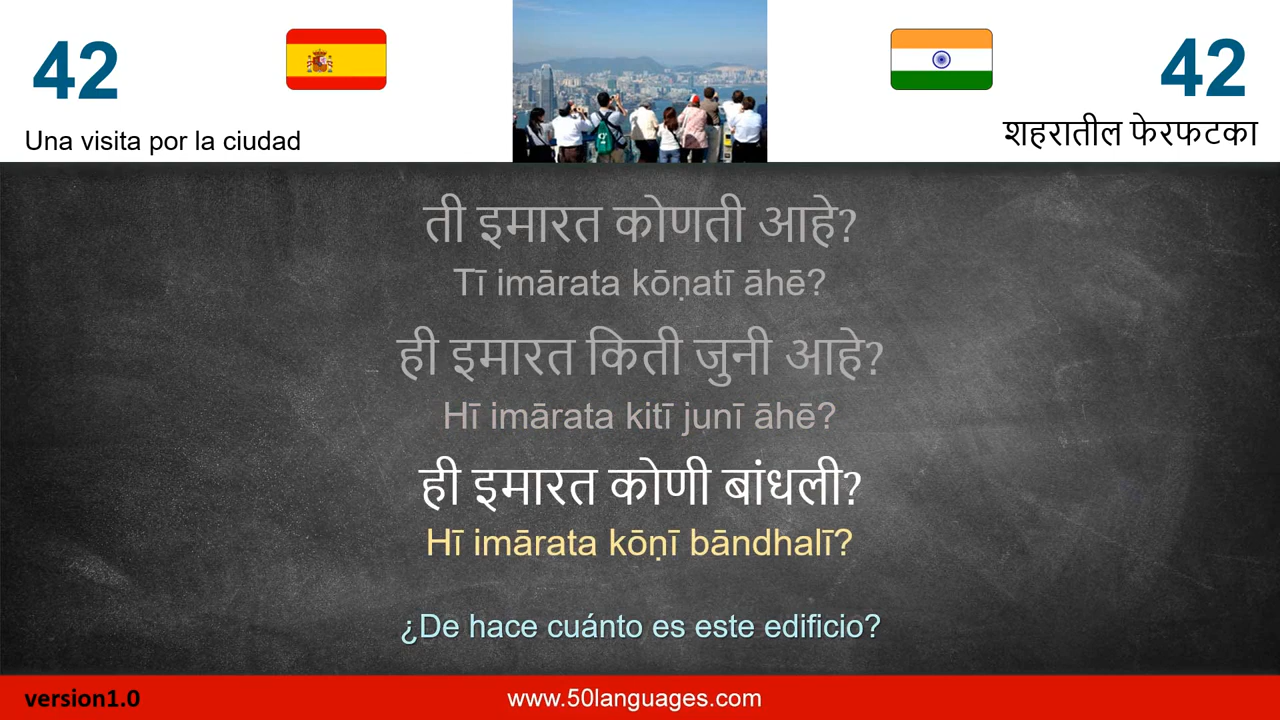 42
Una visita por la ciudad
42
शहरातील फेरफटका
ती इमारत कोणती आहे?
Tī imārata kōṇatī āhē?
ही इमारत किती जुनी आहे?
Hī imārata kitī junī āhē?
ही इमारत कोणी बांधली?
Hī imārata kōṇī bāndhalī?
¿De hace cuánto es este edificio?
version1.0
www.50languages.com